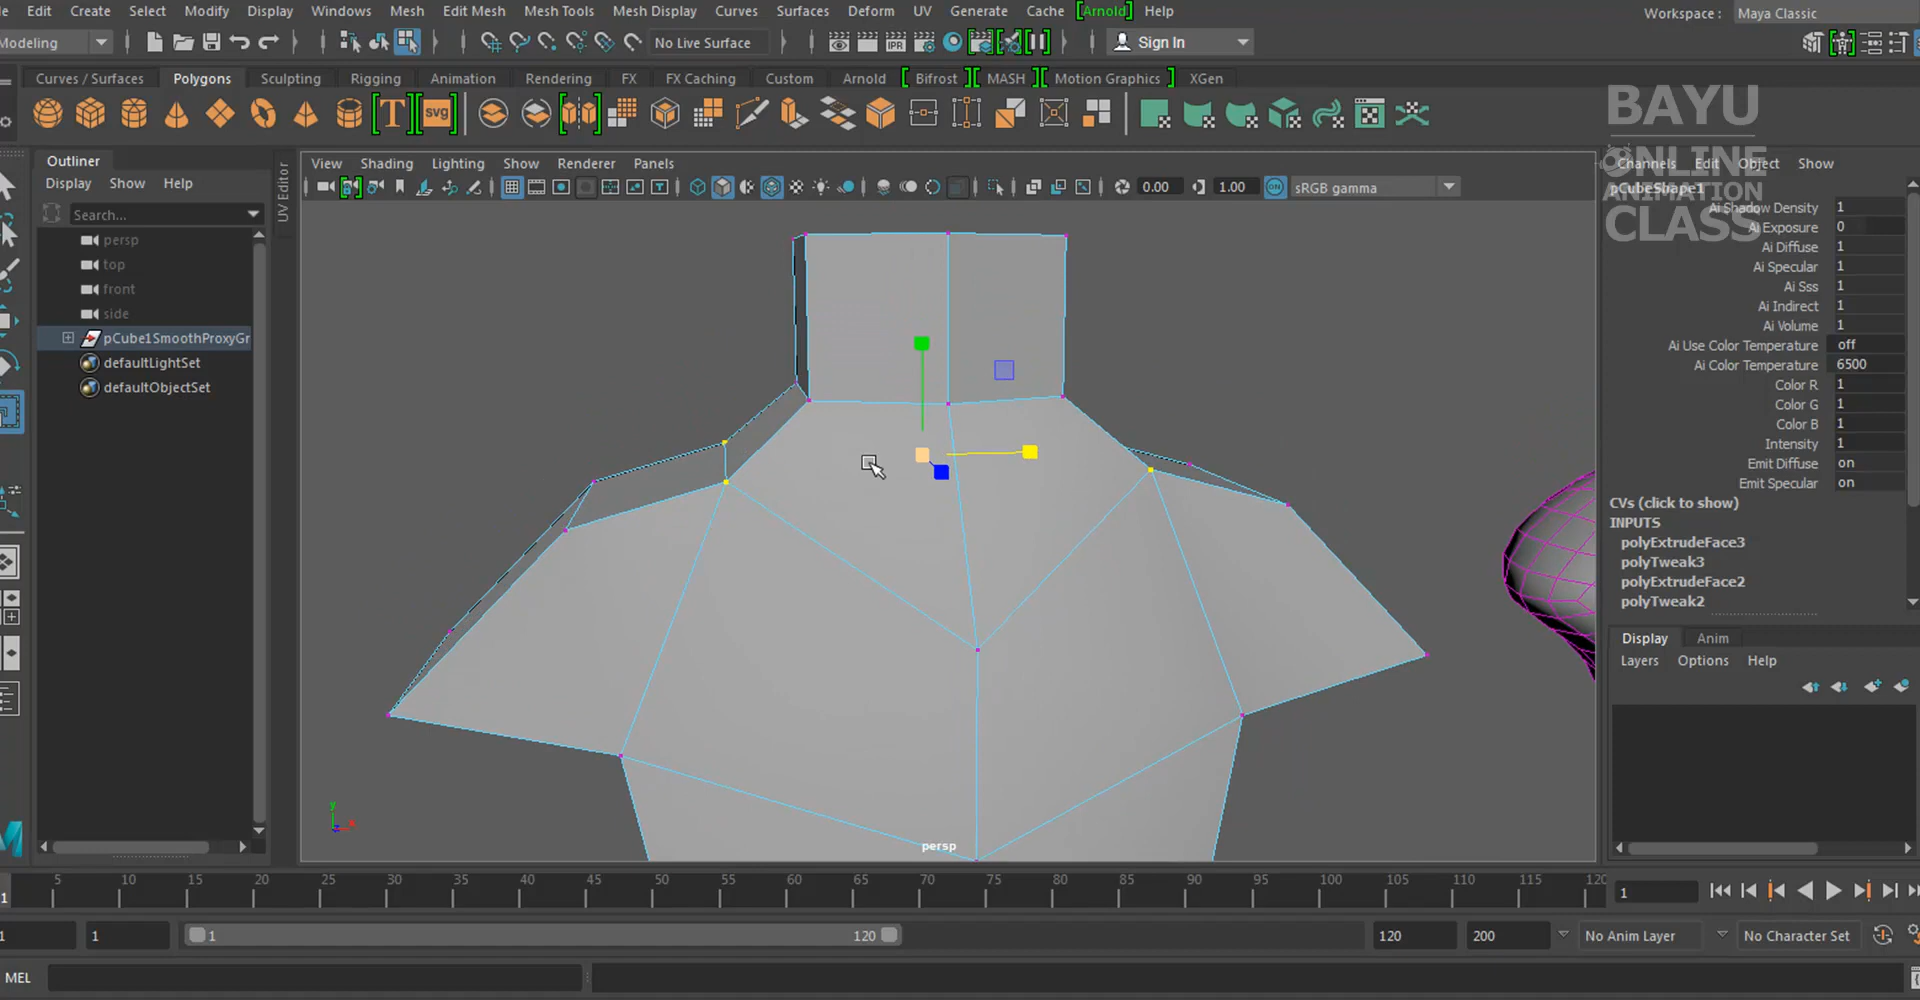 Edit Create Select Modify Display Windows Mesh Edit Mesh Mesh Tools Mesh Display Curves Surfaces Deform UV Generate Cache [Arnold] Help
Workspace : Maya Classic
Modeling
No Live Surface
IPR
Sign In
Curves / Surfaces Polygons Sculpting Rigging Animation Rendering FX FX Caching Custom Arnold Bifrost MASH Motion Graphics XGen
T svg
BAYU
ONLINE
ANIMATION
CLASS
Outliner
Display Show Help
Search...
persp
top
front
side
pCube1SmoothProxyGr
defaultLightSet
defaultObjectSet
UV Editor
View Shading Lighting Show Renderer Panels
0.00 1.00 ON sRGB gamma
y
x
persp
Channels Edit Object Show
pCubeShape1
Ai Shadow Density 1
Ai Exposure 0
Ai Diffuse 1
Ai Specular 1
Ai Sss 1
Ai Indirect 1
Ai Volume 1
Ai Use Color Temperature off
Ai Color Temperature 6500
Color R 1
Color G 1
Color B 1
Intensity 1
Emit Diffuse on
Emit Specular on
CVs (click to show)
INPUTS
polyExtrudeFace3
polyTweak3
polyExtrudeFace2
polyTweak2
Display Anim
Layers Options Help
5 10 15 20 25 30 35 40 45 50 55 60 65 70 75 80 85 90 95 100 105 110 115 120
1
1
1 1 1 120 120 200 No Anim Layer No Character Set
MEL